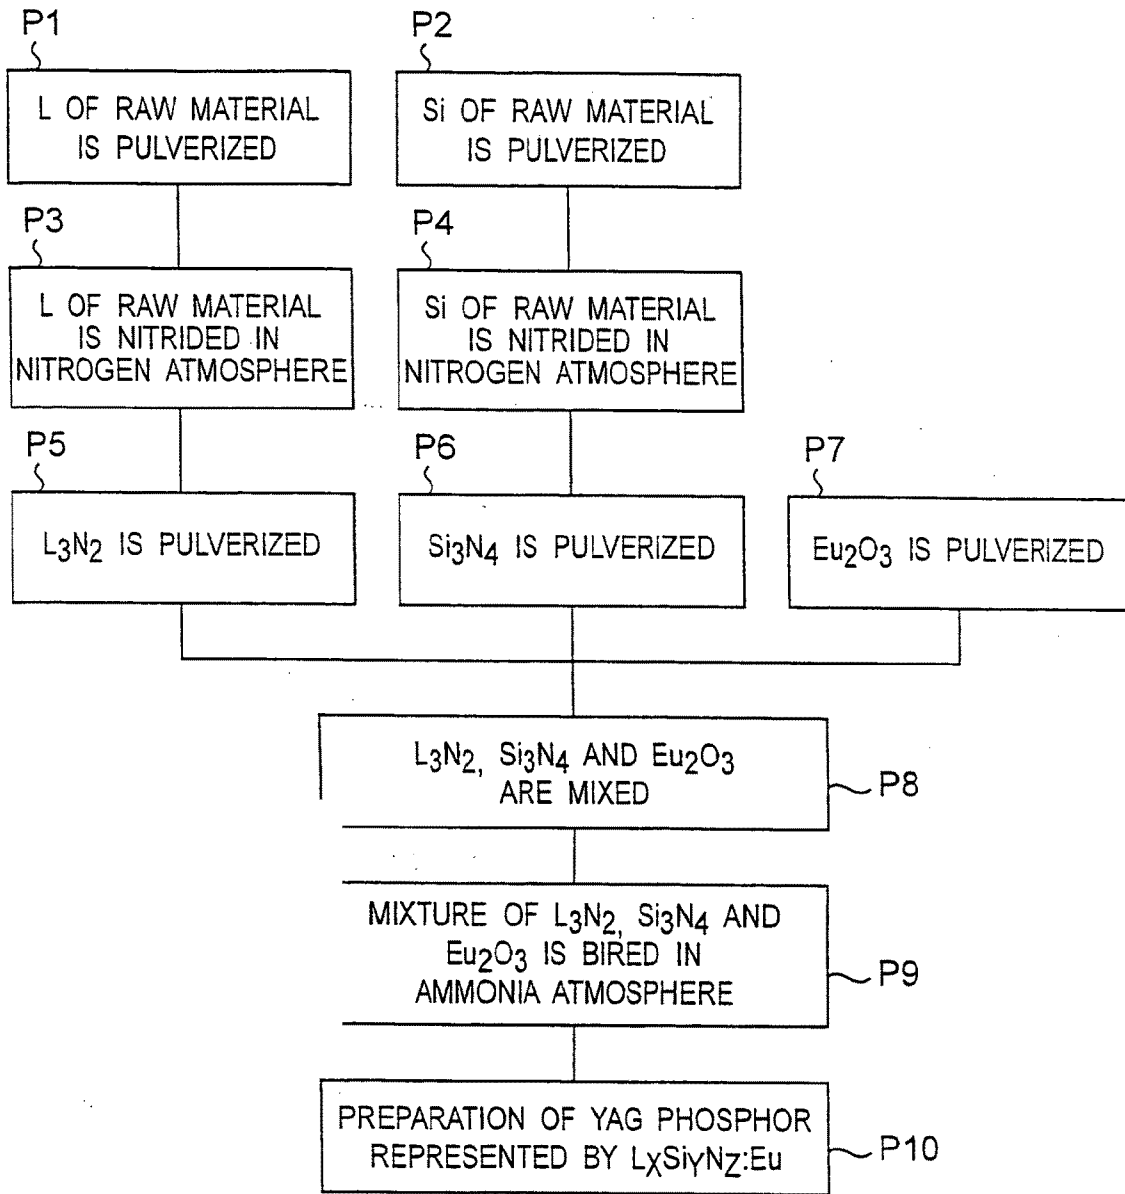 P1
L OF RAW MATERIAL
IS PULVERIZED
P2
Si OF RAW MATERIAL
IS PULVERIZED
P3
L OF RAW MATERIAL
IS NITRIDED IN
NITROGEN ATMOSPHERE
P4
Si OF RAW MATERIAL
IS NITRIDED IN
NITROGEN ATMOSPHERE
P5
L3N2 IS PULVERIZED
P6
Si3N4 IS PULVERIZED
P7
Eu2O3 IS PULVERIZED
L3N2, Si3N4 AND Eu2O3
ARE MIXED
P8
MIXTURE OF L3N2, Si3N4 AND
Eu2O3 IS BIRED IN
AMMONIA ATMOSPHERE
P9
PREPARATION OF YAG PHOSPHOR
REPRESENTED BY LXSiYNZ:Eu
P10